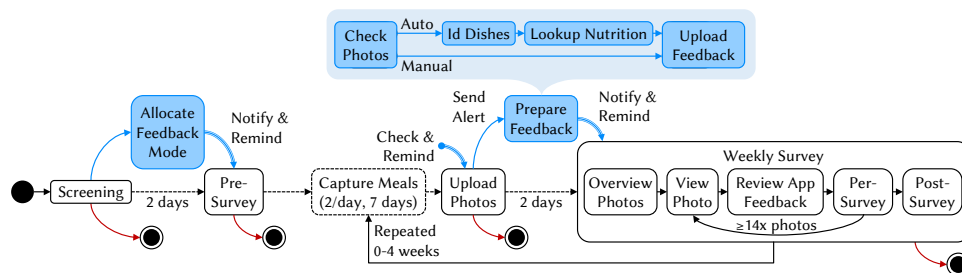 Auto
Check
Photos
Id Dishes
Lookup Nutrition
Upload
Feedback
Manual
Allocate
Feedback
Mode
Notify &
Remind
Send
Alert
Prepare
Feedback
Notify &
Remind
Check &
Remind
Screening
2 days
Pre-
Survey
Capture Meals
(2/day, 7 days)
Upload
Photos
2 days
Weekly Survey
Overview
Photos
View
Photo
Review App
Feedback
Per-
Survey
Post-
Survey
≥14x photos
Repeated
0-4 weeks